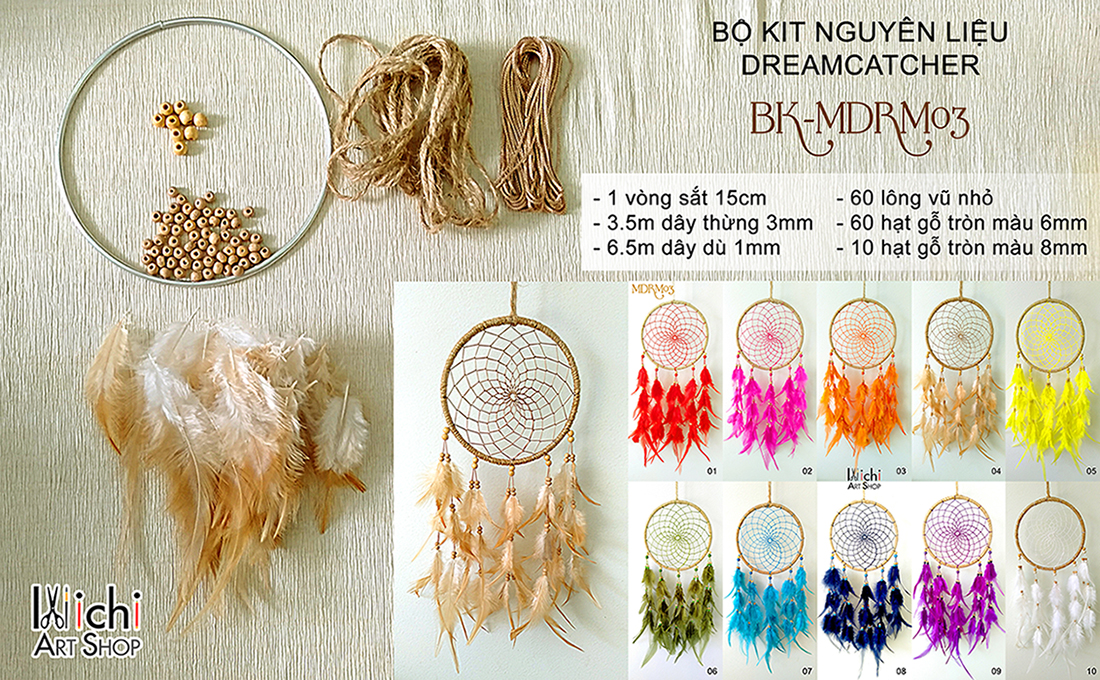 BỘ KIT NGUYÊN LIỆU
DREAMCATCHER
BK-MDRM03
- 1 vòng sắt 15cm
- 3.5m dây thừng 3mm
- 6.5m dây dù 1mm
- 60 lông vũ nhỏ
- 60 hạt gỗ tròn màu 6mm
- 10 hạt gỗ tròn màu 8mm
MDRM03
01
02
03
04
05
ichi
ART SHOP
06
07
08
09
10
ichi
ART SHOP